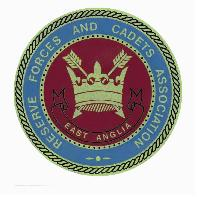 RESERVE FORCES AND CADETS ASSOCIATION
EAST ANGLIA